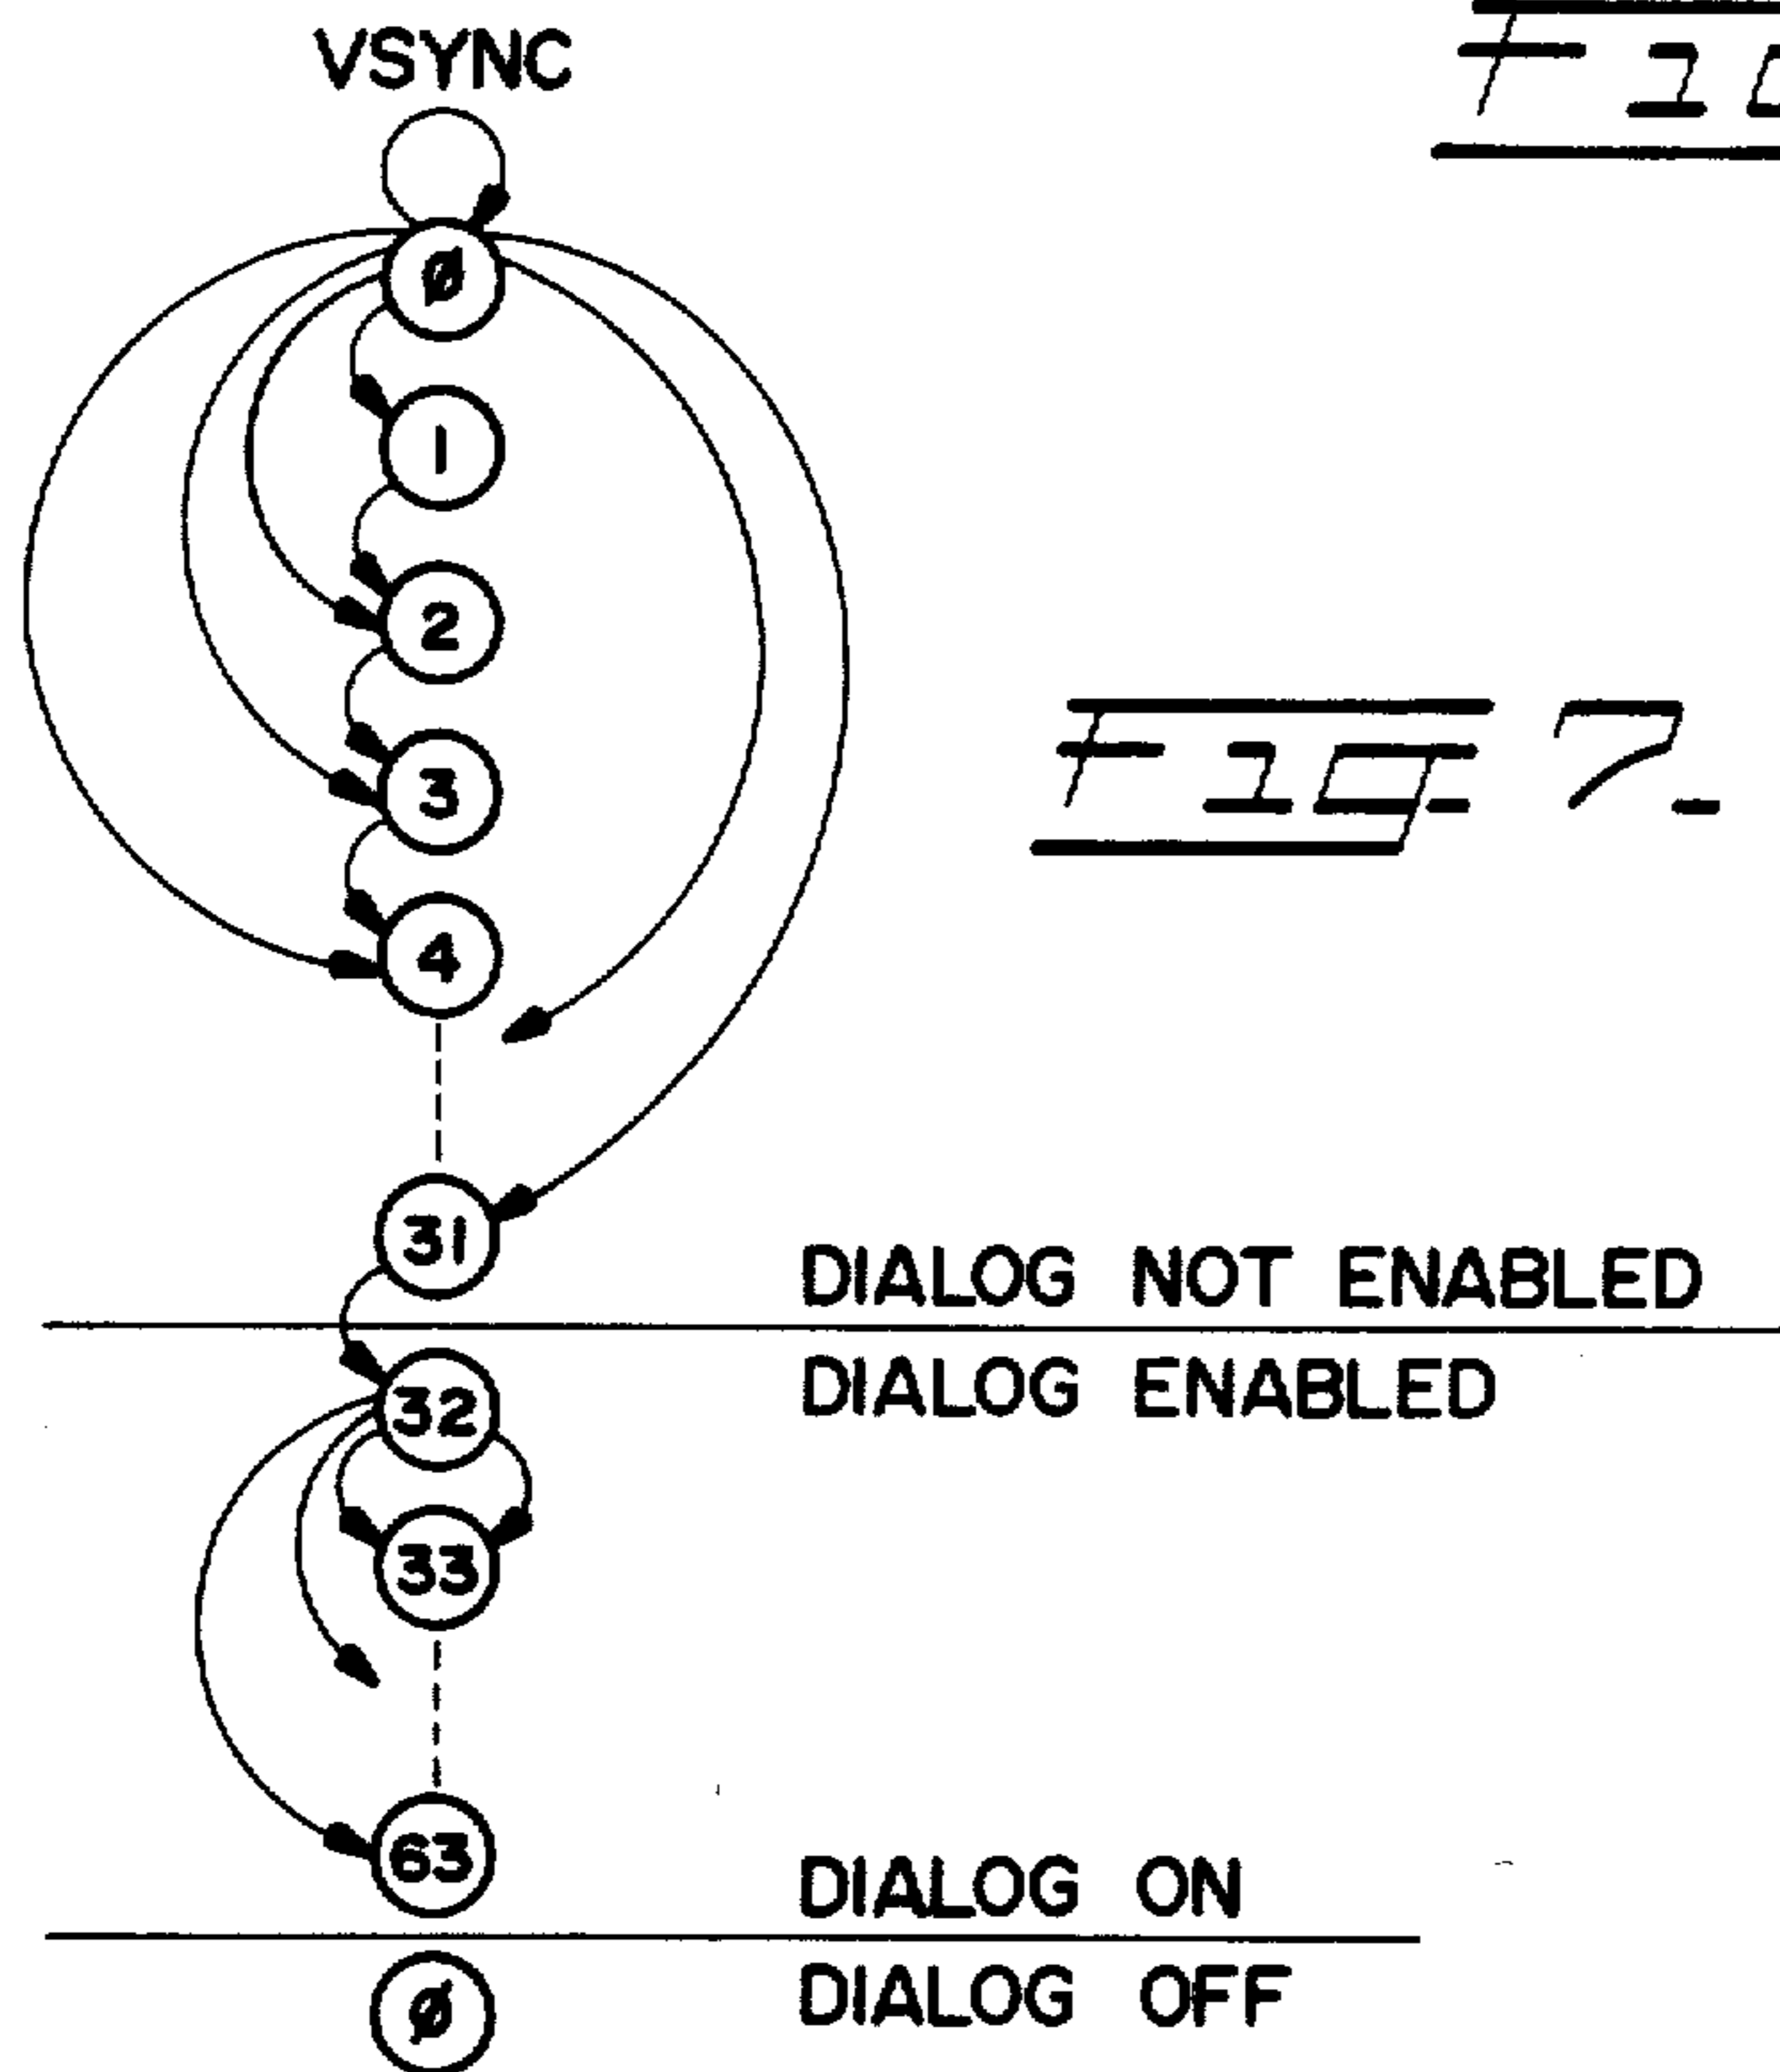 VSYNC
Ø
1
2
3
4
FIG. 7.
31
DIALOG NOT ENABLED
DIALOG ENABLED
32
33
63
DIALOG ON
DIALOG OFF
Ø